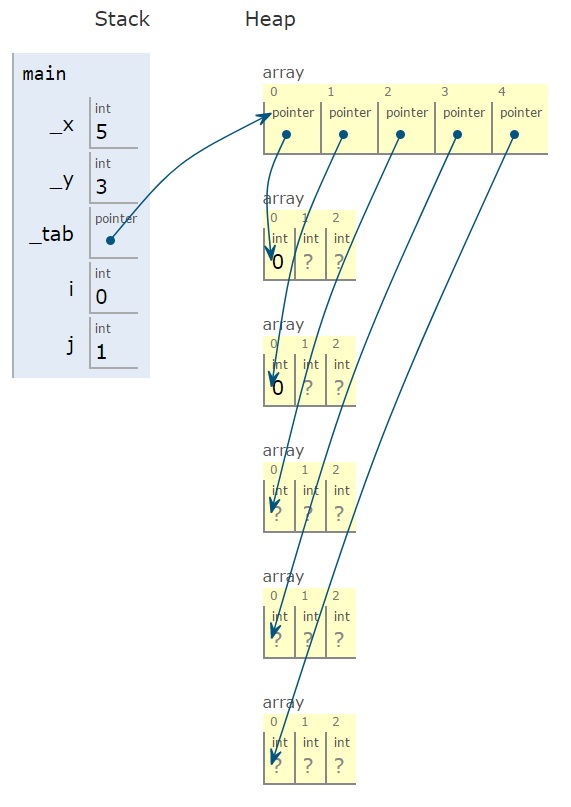 Stack Heap
main
int
_x 5
int
_y 3
pointer
_tab
int
i 0
int
j 1
array
0 1 2 3 4
pointer pointer pointer pointer pointer
array
0 1 2
int int int
0 ? ?
array
0 1 2
int int int
0 ? ?
array
0 1 2
int int int
? ? ?
array
0 1 2
int int int
? ? ?
array
0 1 2
int int int
? ? ?